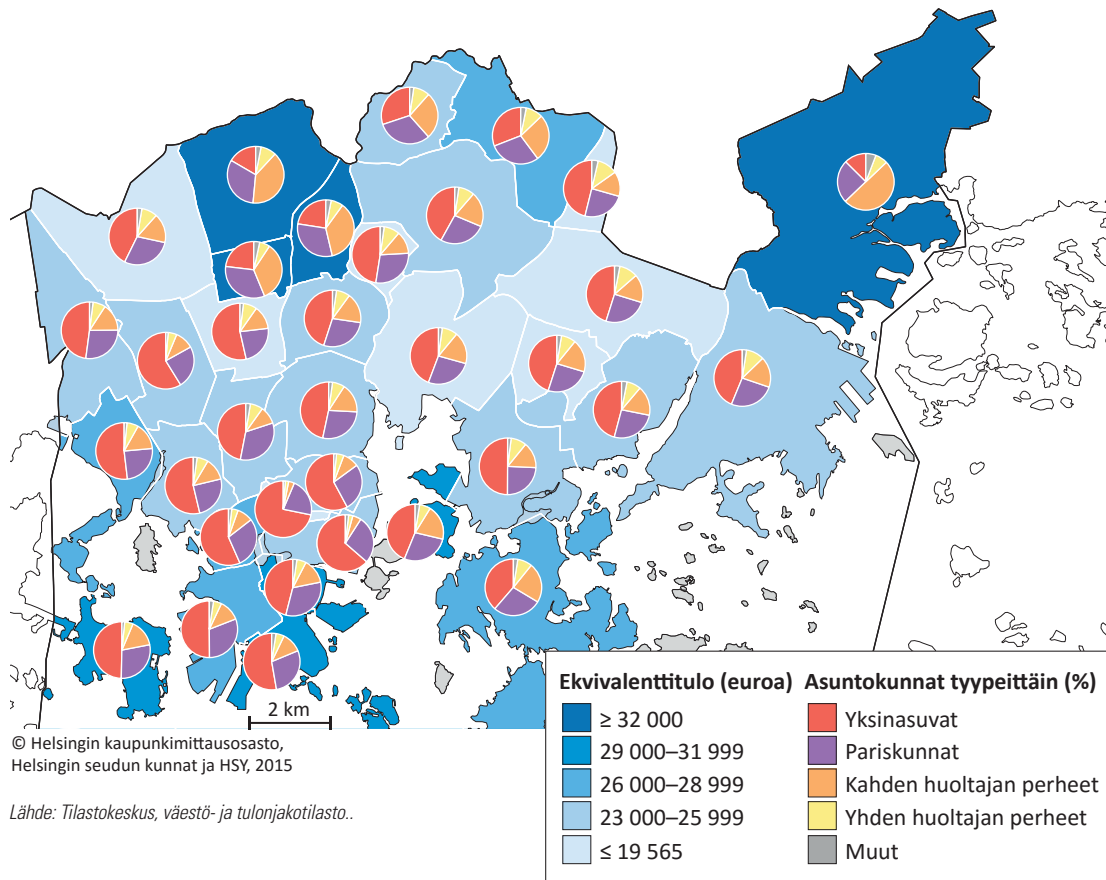 2 km
© Helsingin kaupunkimittausosasto,
Helsingin seudun kunnat ja HSY, 2015
Lähde: Tilastokeskus, väestö- ja tulonjakotilasto..
Ekvivalenttitulo (euroa)
≥ 32 000
29 000–31 999
26 000–28 999
23 000–25 999
≤ 19 565
Asuntokunnat tyypeittäin (%)
Yksinasuvat
Pariskunnat
Kahden huoltajan perheet
Yhden huoltajan perheet
Muut